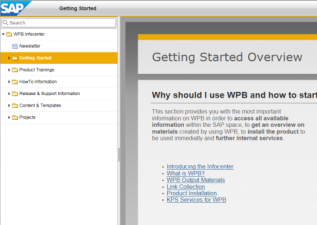 SAP
Getting Started
Search
WPB Infocenter
Newsletter
Getting Started
Product Trainings
HowTo Information
Release & Support Information
Content & Templates
Projects
Getting Started Overview
Why should I use WPB and how to start
This section provides you with the most important
information on WPB in order to access all available
information within the SAP space, to get an overview on
materials created by using WPB, to install the product to
be used immediatly and further internal services.
Introducing the Infocenter
What is WPB?
WPB Output Materials
Link Collection
Product Installation
KPS Services for WPB